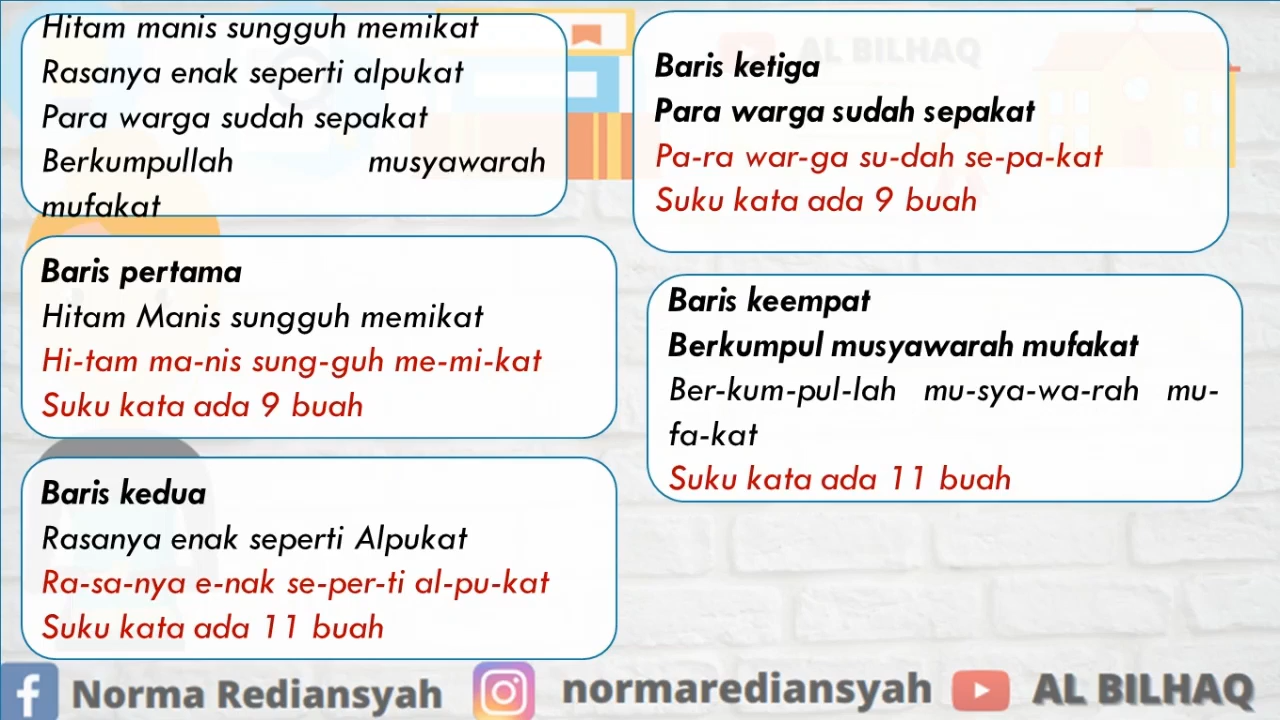 Hitam manis sungguh memikat
Rasanya enak seperti alpukat
Para warga sudah sepakat
Berkumpullah musyawarah
mufakat
Baris pertama
Hitam Manis sungguh memikat
Hi-tam ma-nis sung-guh me-mi-kat
Suku kata ada 9 buah
Baris kedua
Rasanya enak seperti Alpukat
Ra-sa-nya e-nak se-per-ti al-pu-kat
Suku kata ada 11 buah
AL BILHAQ
Baris ketiga
Para warga sudah sepakat
Pa-ra war-ga su-dah se-pa-kat
Suku kata ada 9 buah
Baris keempat
Berkumpul musyawarah mufakat
Ber-kum-pul-lah mu-sya-wa-rah mu-
fa-kat
Suku kata ada 11 buah
Norma Rediansyah normarediansyah AL BILHAQ